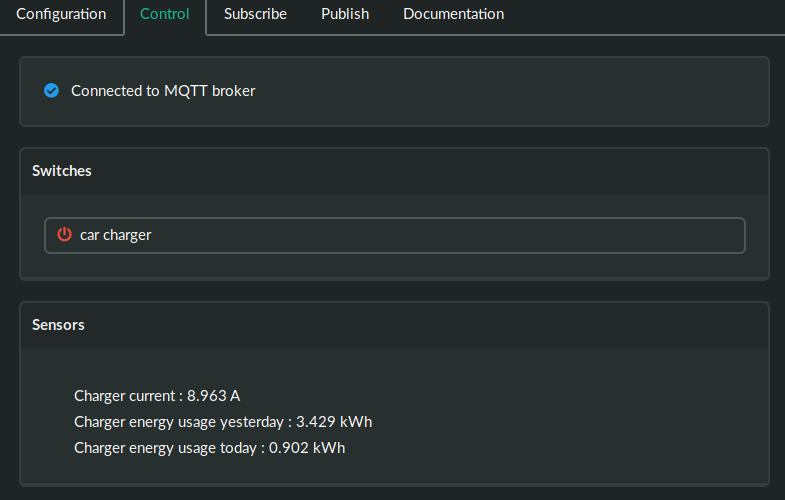 Configuration Control Subscribe Publish Documentation
Connected to MQTT broker
Switches
car charger
Sensors
Charger current : 8.963 A
Charger energy usage yesterday : 3.429 kWh
Charger energy usage today : 0.902 kWh